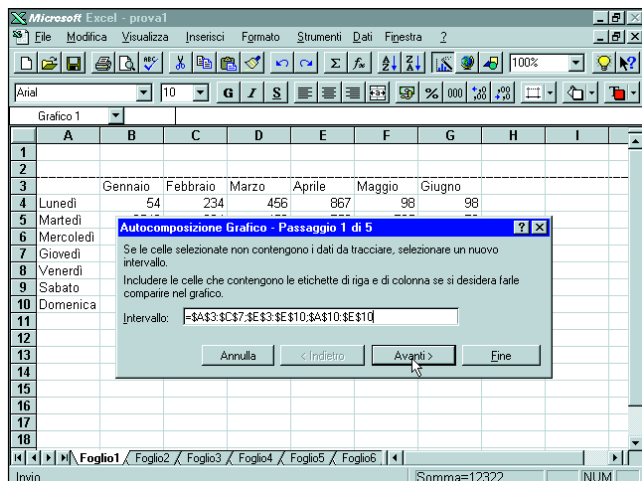 Microsoft Excel - prova1
File Modifica Visualizza Inserisci Formato Strumenti Dati Finestra ?
ABC Σ fx A Z Z A 100% ?
Arial 10 G I S % 000 ,00 T
Grafico 1
A B C D E F G H I
1
2
3 Gennaio Febbraio Marzo Aprile Maggio Giugno
4 Lunedì 54 234 456 867 98 98
5 Martedì
6 Mercoledì
7 Giovedì
8 Venerdì
9 Sabato
10 Domenica
Autocomposizione Grafico - Passaggio 1 di 5
Se le celle selezionate non contengono i dati da tracciare, selezionare un nuovo
intervallo.
Includere le celle che contengono le etichette di riga e di colonna se si desidera farle
comparire nel grafico.
Intervallo: =$A$3:$C$7;$E$3:$E$10;$A$10:$E$10
Annulla < Indietro Avanti > Fine
11
12
13
14
15
16
17
18
Foglio1 Foglio2 Foglio3 Foglio4 Foglio5 Foglio6
Invio Somma=12322 NUM